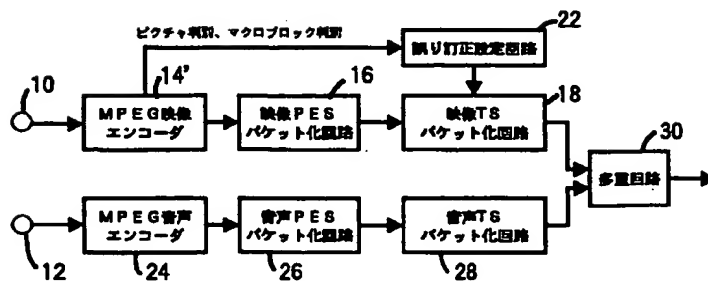 ピクチャ判別、マクロブロック判別
22
誤り訂正設定回路
10
14'
16
18
MPEG映像
エンコーダ
映像PES
パケット化回路
映像TS
パケット化回路
30
多重回路
MPEG音声
エンコーダ
音声PES
パケット化回路
音声TS
パケット化回路
12
24
26
28